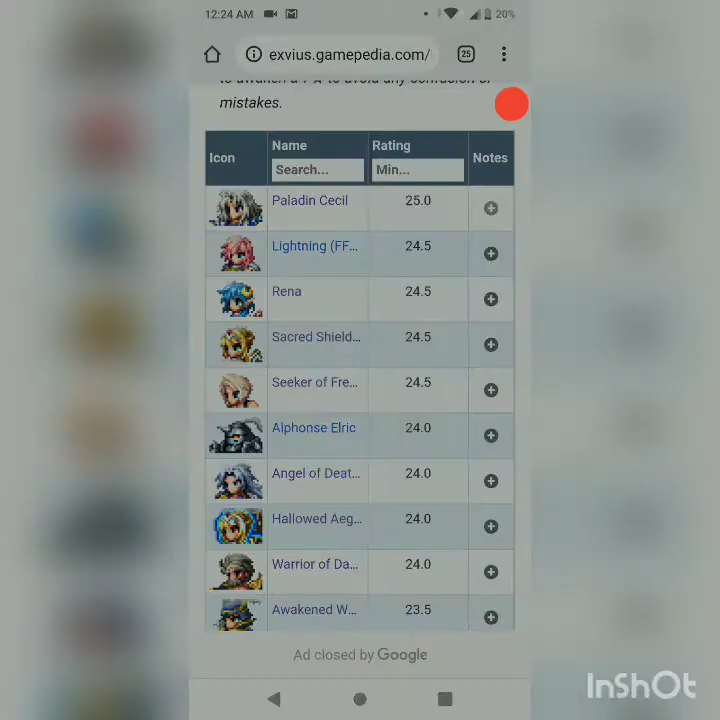 12:24 AM
20%
exvius.gamepedia.com/
25
mistakes.
Icon
Name
Rating
Notes
Search...
Min...
Paladin Cecil
25.0
Lightning (FF...
24.5
Rena
24.5
Sacred Shield...
24.5
Seeker of Fre...
24.5
Alphonse Elric
24.0
Angel of Deat...
24.0
Hallowed Aeg...
24.0
Warrior of Da...
24.0
Awakened W...
23.5
Ad closed by Google
InShOt